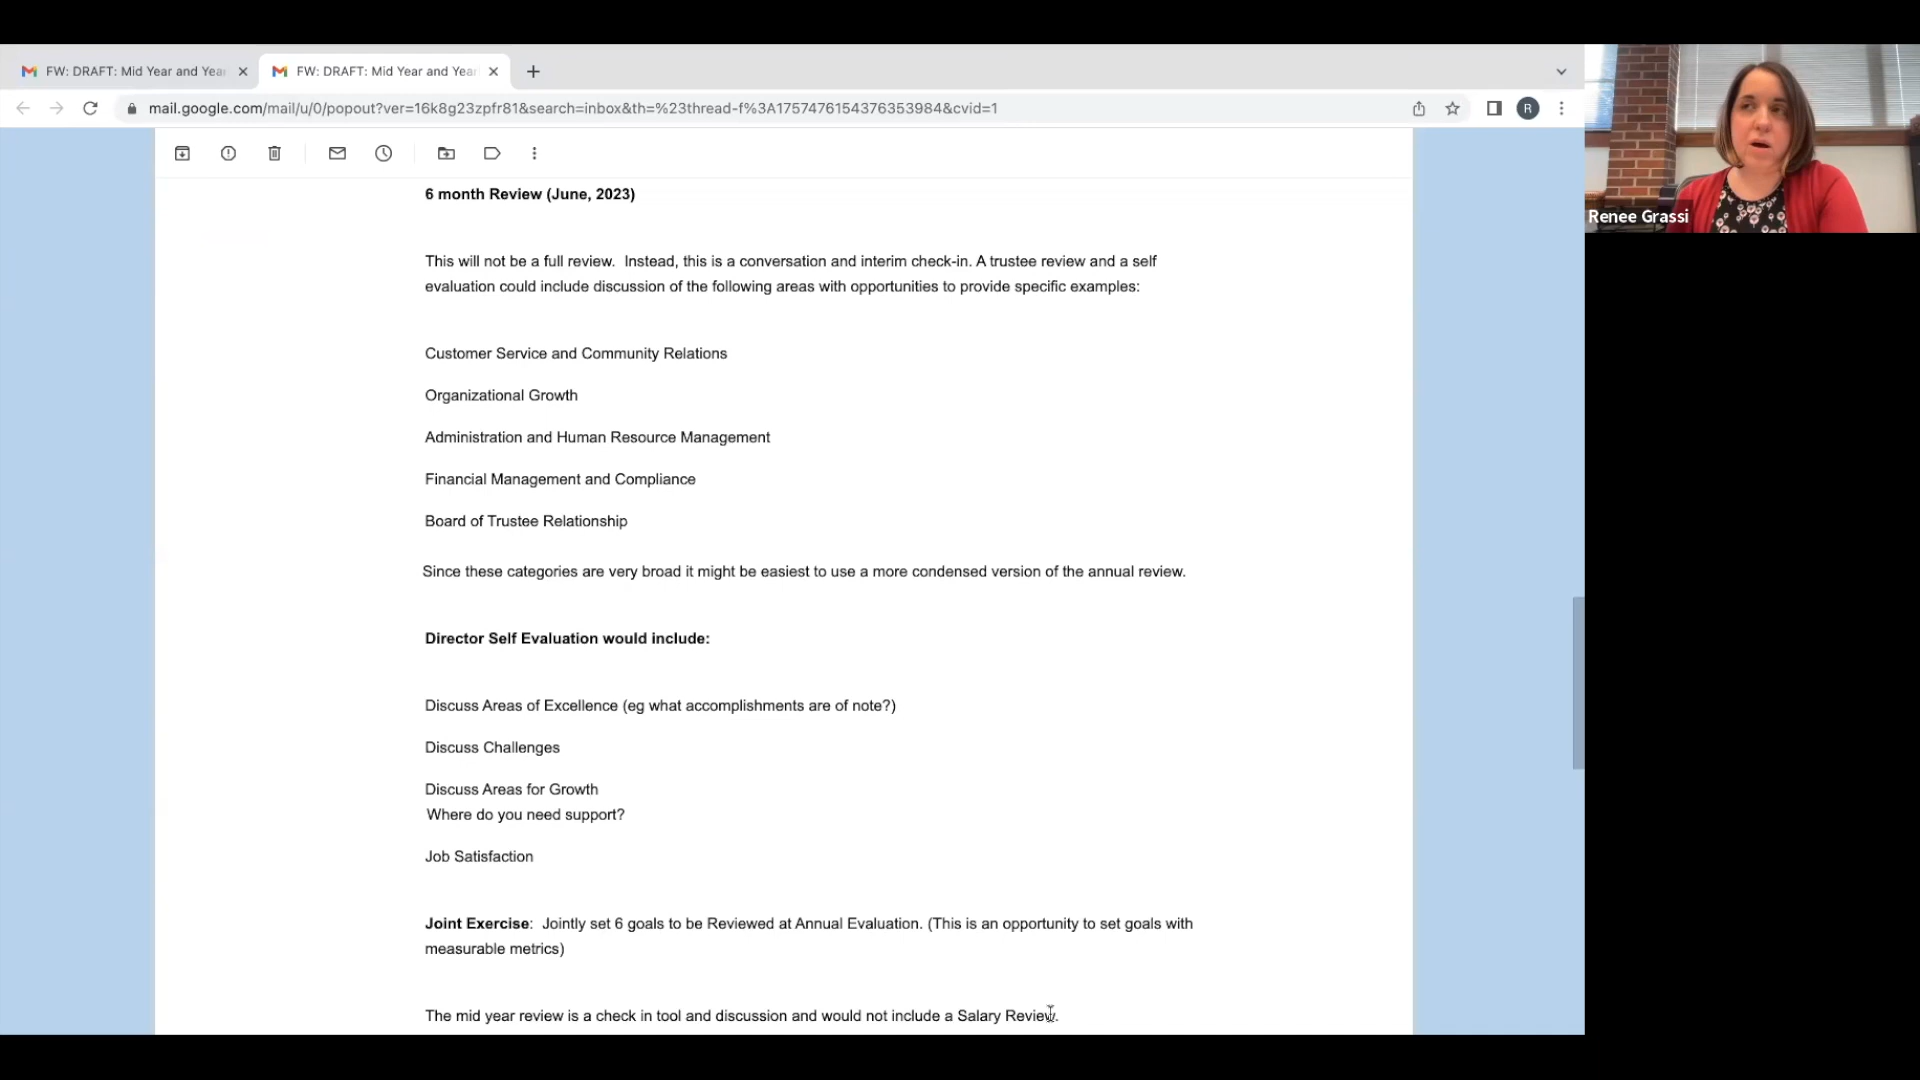 FW: DRAFT: Mid Year and Yea
FW: DRAFT: Mid Year and Yea
mail.google.com/mail/u/0/popout?ver=16k8g23zpfr81&search=inbox&th=%23thread-f%3A1757476154376353984&cvid=1
R
6 month Review (June, 2023)
Renee Grassi
This will not be a full review.  Instead, this is a conversation and interim check-in. A trustee review and a self
evaluation could include discussion of the following areas with opportunities to provide specific examples:
Customer Service and Community Relations
Organizational Growth
Administration and Human Resource Management
Financial Management and Compliance
Board of Trustee Relationship
Since these categories are very broad it might be easiest to use a more condensed version of the annual review.
Director Self Evaluation would include:
Discuss Areas of Excellence (eg what accomplishments are of note?)
Discuss Challenges
Discuss Areas for Growth
Where do you need support?
Job Satisfaction
Joint Exercise:  Jointly set 6 goals to be Reviewed at Annual Evaluation. (This is an opportunity to set goals with
measurable metrics)
The mid year review is a check in tool and discussion and would not include a Salary Review.